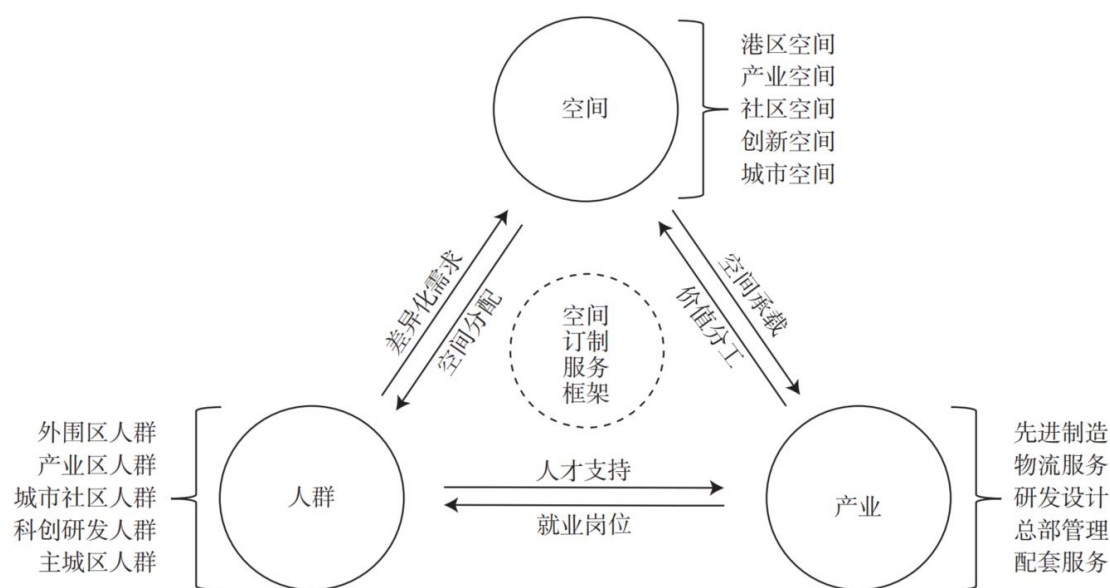 空间
港区空间
产业空间
社区空间
创新空间
城市空间
差异化需求
空间分配
空间承载
价值分工
空间
订制
服务
框架
外围区人群
产业区人群
城市社区人群
科创研发人群
主城区人群
人群
人才支持
就业岗位
产业
先进制造
物流服务
研发设计
总部管理
配套服务